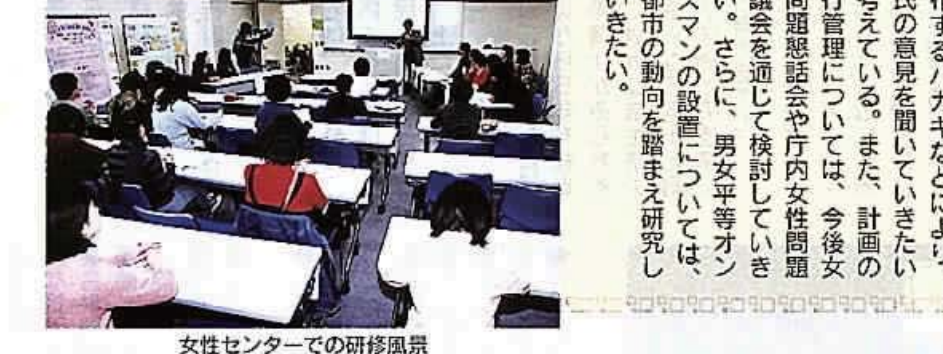 布するハガキなどにより
民の意見を聞いていきたい
考えている。また、計画の
行管理については、今後女
問題懇話会や庁内女性問題
議会を通じて検討していき
い。さらに、男女平等オン
スマンの設置については、
都市の動向を踏まえ研究し
いきたい。
女性センターでの研修風景